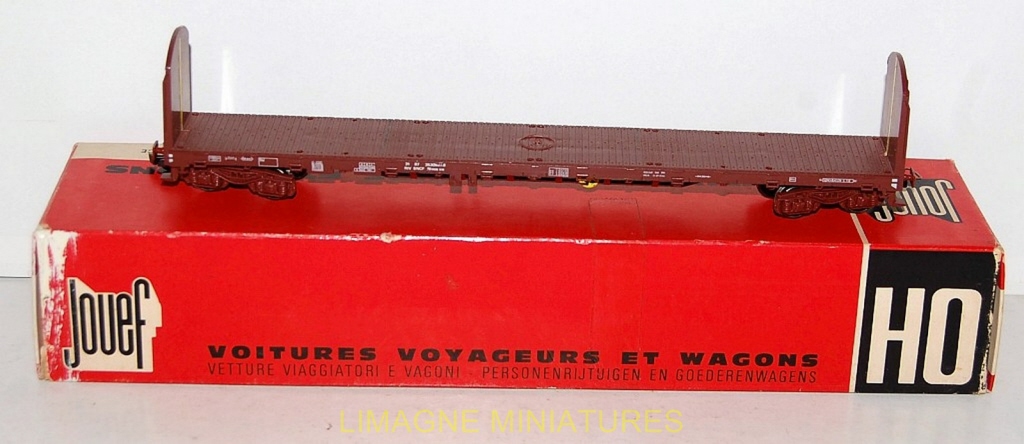 Jouef
Jouef
VOITURES VOYAGEURS ET WAGONS
VETTURE VIAGGIATORI E VAGONI - PERSONENRIJTUIGEN EN GOEDERENWAGENS
HO
LIMAGNE MINIATURES